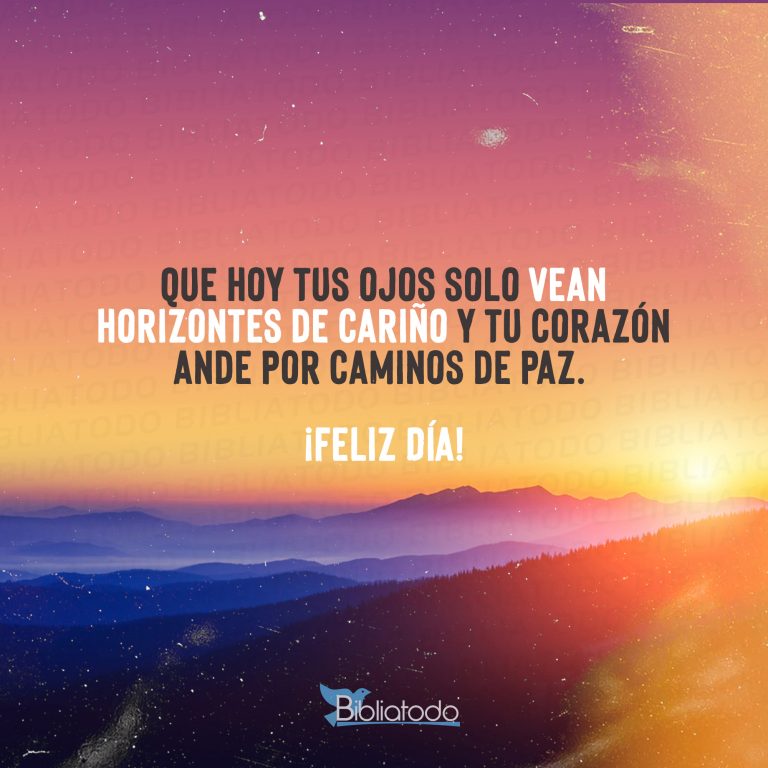 QUE HOY TUS OJOS SOLO VEAN
HORIZONTES DE CARIÑO Y TU CORAZÓN
ANDE POR CAMINOS DE PAZ.
¡FELIZ DÍA!
Bibliatodo